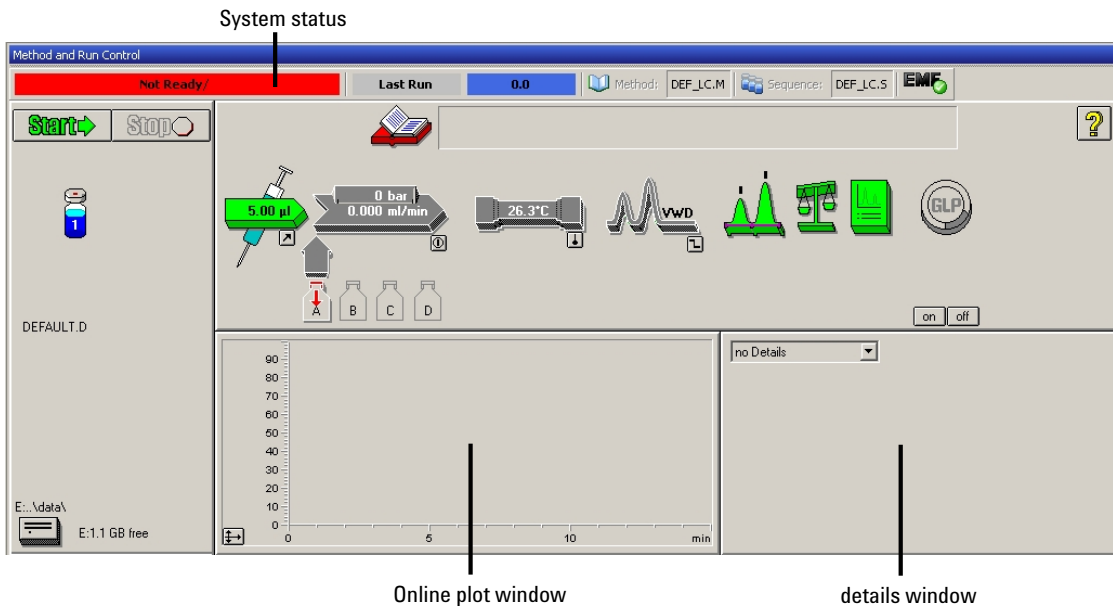 System status
Method and Run Control
Not Ready/
Last Run
0.0
Method:
DEF_LC.M
Sequence:
DEF_LC.S
EMF
Start
Stop
?
1
5.00 µl
0 bar
0.000 ml/min
26.3°C
VWD
GLP
A
B
C
D
on
off
DEFAULT.D
E:..\data\
E:1.1 GB free
90
80
70
60
50
40
30
20
10
0
0
5
10
min
no Details
Online plot window
details window